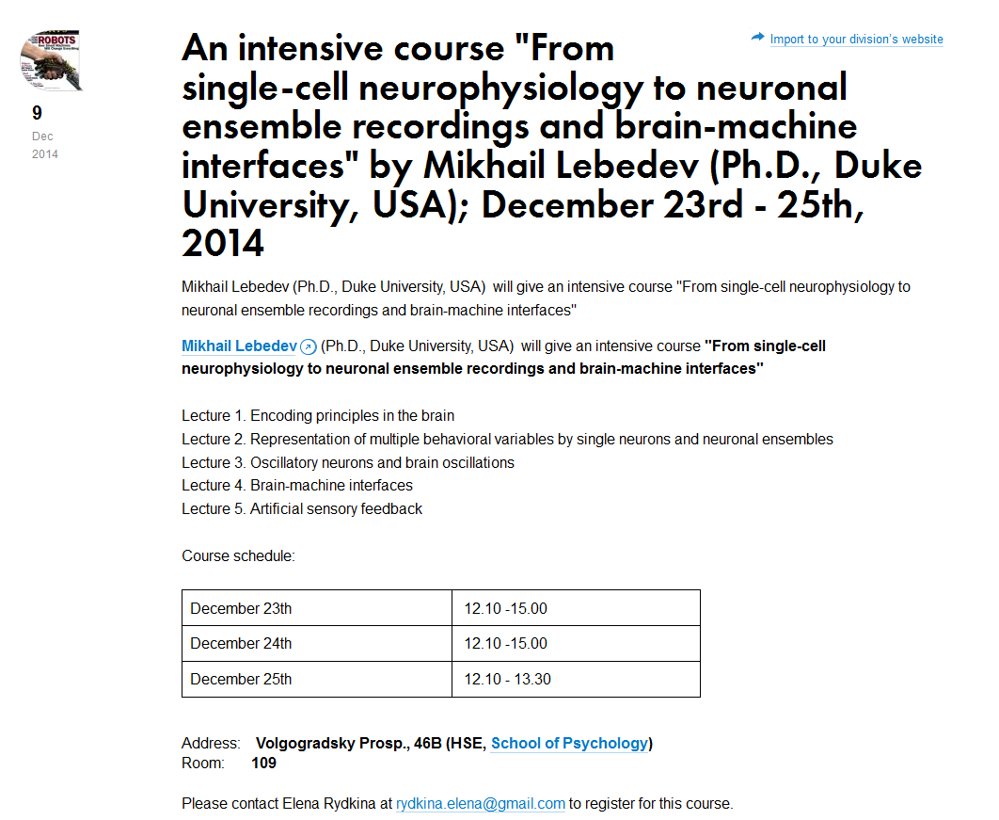 ROBOTS
9
Dec
2014
Import to your division's website
An intensive course "From
single-cell neurophysiology to neuronal
ensemble recordings and brain-machine
interfaces" by Mikhail Lebedev (Ph.D., Duke
University, USA); December 23rd - 25th,
2014
Mikhail Lebedev (Ph.D., Duke University, USA)  will give an intensive course "From single-cell neurophysiology to
neuronal ensemble recordings and brain-machine interfaces"
Mikhail Lebedev (Ph.D., Duke University, USA)  will give an intensive course "From single-cell
neurophysiology to neuronal ensemble recordings and brain-machine interfaces"
Lecture 1. Encoding principles in the brain
Lecture 2. Representation of multiple behavioral variables by single neurons and neuronal ensembles
Lecture 3. Oscillatory neurons and brain oscillations
Lecture 4. Brain-machine interfaces
Lecture 5. Artificial sensory feedback
Course schedule:
December 23th 12.10 -15.00
December 24th 12.10 -15.00
December 25th 12.10 - 13.30
Address: Volgogradsky Prosp., 46B (HSE, School of Psychology)
Room: 109
Please contact Elena Rydkina at rydkina.elena@gmail.com to register for this course.